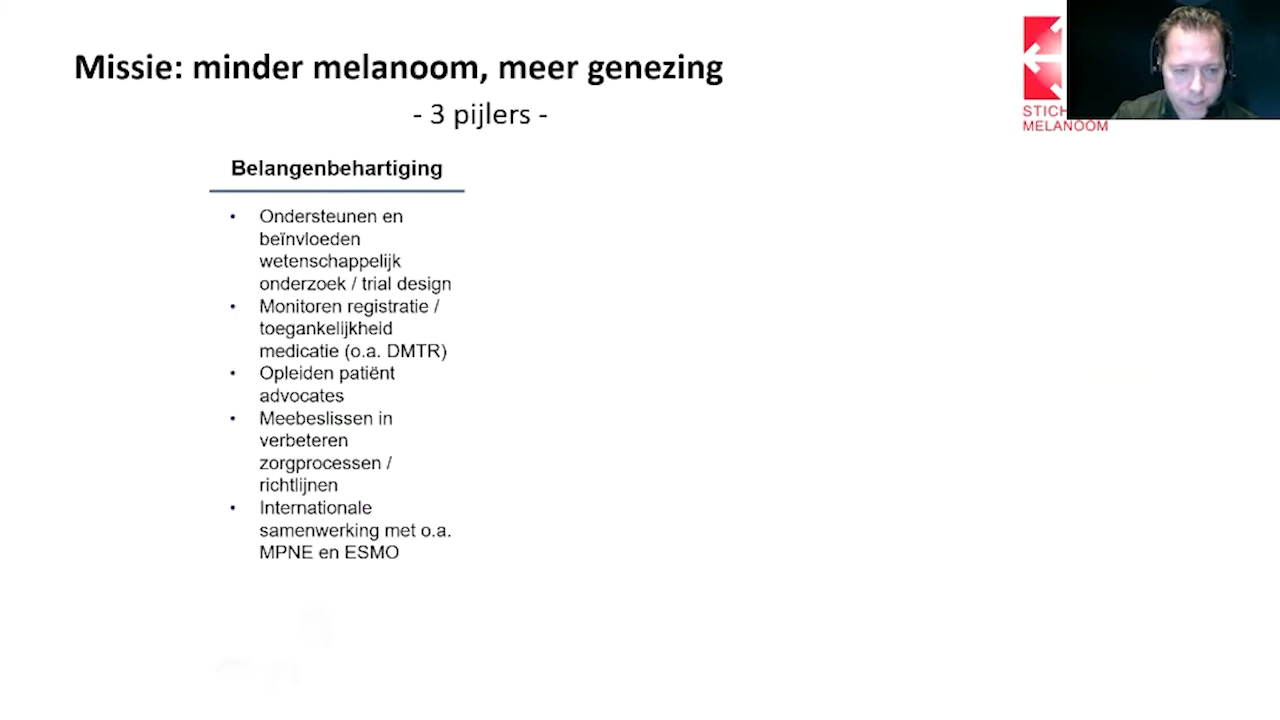 Missie: minder melanoom, meer genezing
- 3 pijlers -
STICH
MELANOOM
Belangenbehartiging
• Ondersteunen en
beïnvloeden
wetenschappelijk
onderzoek / trial design
• Monitoren registratie /
toegankelijkheid
medicatie (o.a. DMTR)
• Opleiden patiënt
advocates
• Meebeslissen in
verbeteren
zorgprocessen /
richtlijnen
• Internationale
samenwerking met o.a.
MPNE en ESMO